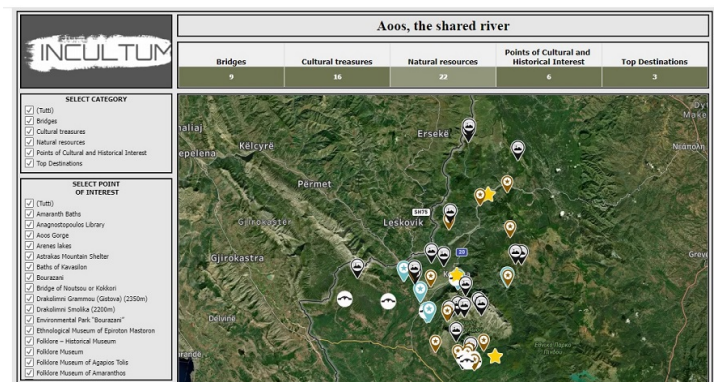 INCULTUM
Aoos, the shared river
Bridges
Cultural treasures
Natural resources
Points of Cultural and
Historical Interest
Top Destinations
9
16
22
6
3
SELECT CATEGORY
(Tutti)
Bridges
Cultural treasures
Natural resources
Points of Cultural and Historical Interest
Top Destinations
SELECT POINT
OF INTEREST
(Tutti)
Amaranth Baths
Anagnostopoulos Library
Aoos Gorge
Arenes lakes
Astrakas Mountain Shelter
Baths of Kavasilon
Bourazani
Bridge of Noutsou or Kokkori
Drakolimni Grammou (Gistova) (2350m)
Drakolimni Smolika (2200m)
Environmental Park "Bourazani"
Ethnological Museum of Epiroton Mastoron
Folklore – Historical Museum
Folklore Museum
Folklore Museum of Agapios Tolis
Folklore Museum of Amaranthos
Ersekë
Këlcyrë
Përmet
SH75
Leskovik
Gjirokastër
Gjirokastra
20
Delvinë